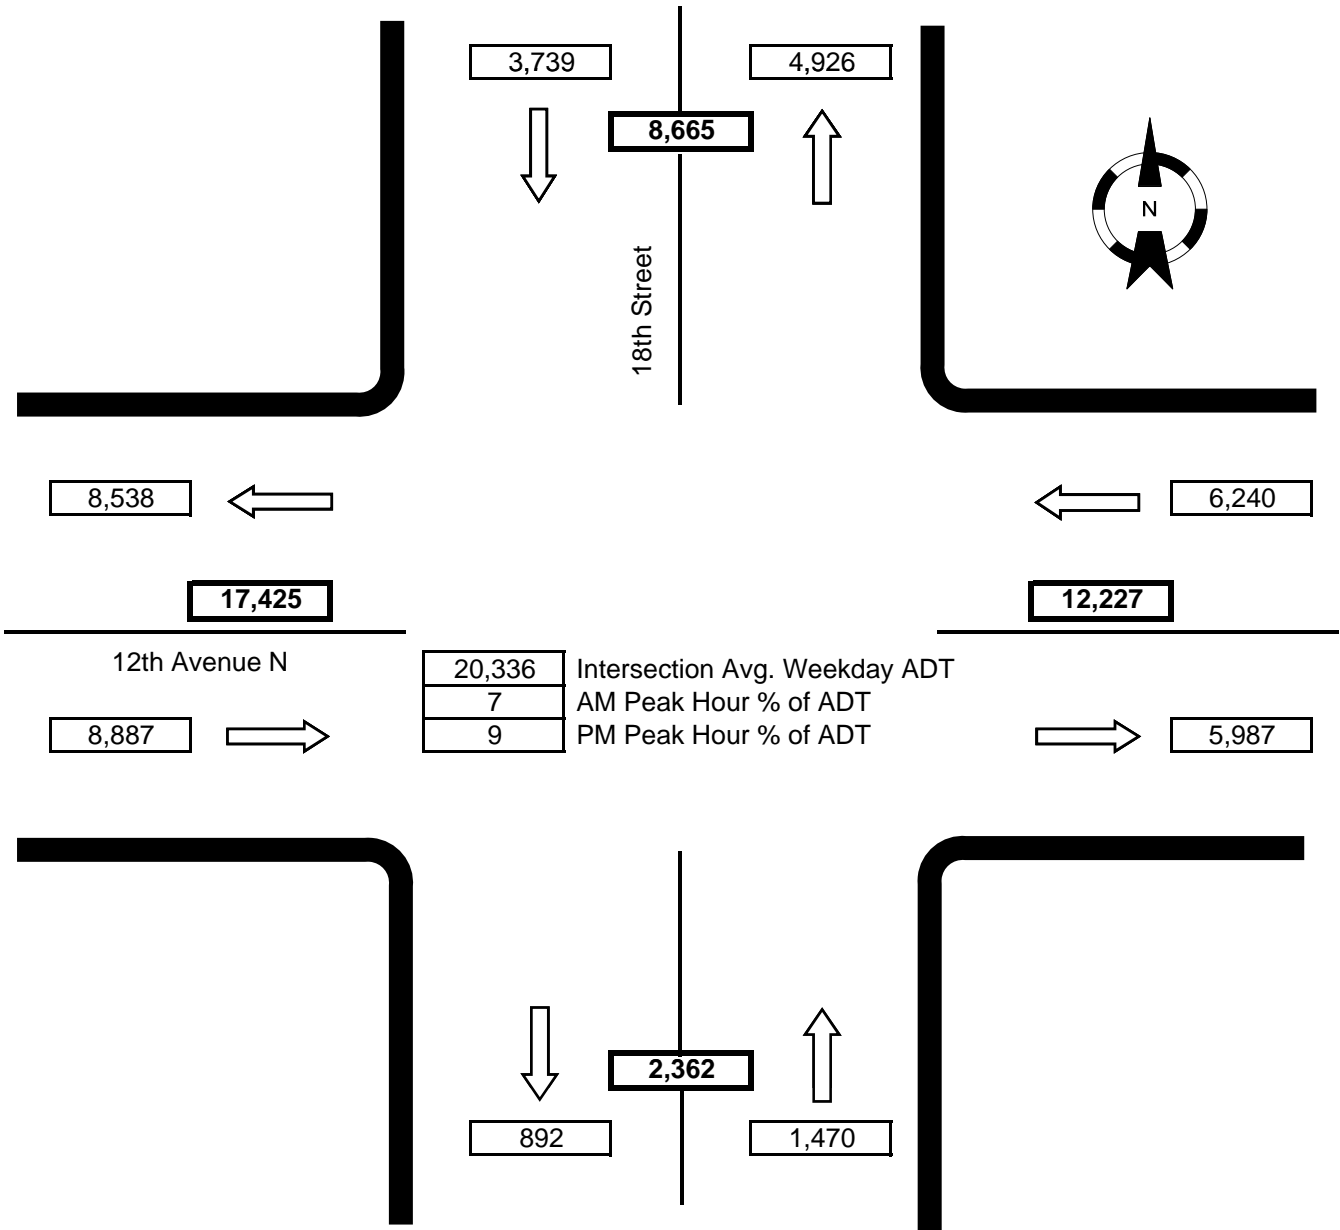 3,739 4,926
8,665
N
18th Street
8,538 6,240
17,425 12,227
12th Avenue N
20,336 Intersection Avg. Weekday ADT
7 AM Peak Hour % of ADT
9 PM Peak Hour % of ADT
8,887 5,987
2,362
892 1,470